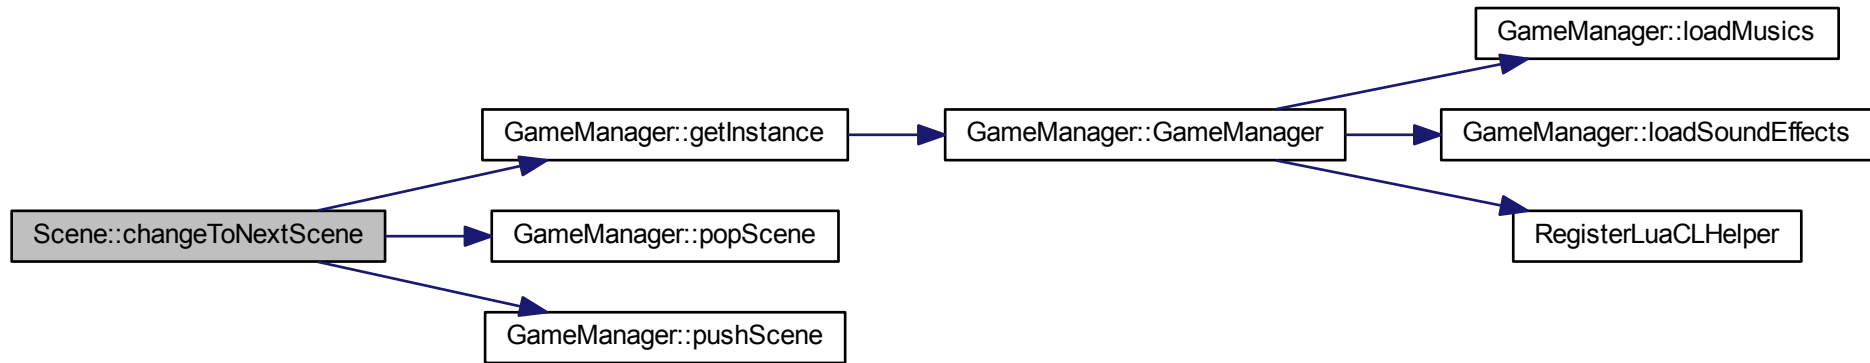 GameManager::loadMusics
GameManager::getInstance
GameManager::GameManager
GameManager::loadSoundEffects
Scene::changeToNextScene
GameManager::popScene
RegisterLuaCLHelper
GameManager::pushScene